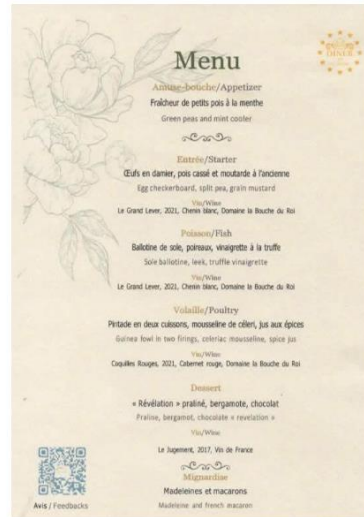 Menu
DINER
Amuse-bouche/Appetizer
Fraîcheur de petits pois à la menthe
Green peas and mint cooler
Entrée/Starter
Œufs en damier, pois cassé et moutarde à l'ancienne
Egg checkerboard, split pea, grain mustard
Vin/Wine
Le Grand Lever, 2021, Chenin blanc, Domaine la Bouche du Roi
Poisson/Fish
Ballotine de sole, poireaux, vinaigrette à la truffe
Sole ballotine, leek, truffle vinaigrette
Vin/Wine
Le Grand Lever, 2021, Chenin blanc, Domaine la Bouche du Roi
Volaille/Poultry
Pintade en deux cuissons, mousseline de céleri, jus aux épices
Guinea fowl in two firings, celeriac mousseline, spice jus
Vin/Wine
Coquilles Rouges, 2021, Cabernet rouge, Domaine la Bouche du Roi
Dessert
« Révélation » praliné, bergamote, chocolat
Praline, bergamot, chocolate « revelation »
Vin/Wine
Le Jugement, 2017, Vin de France
Mignardise
Madeleines et macarons
Madeleine and french macaron
Avis / Feedbacks